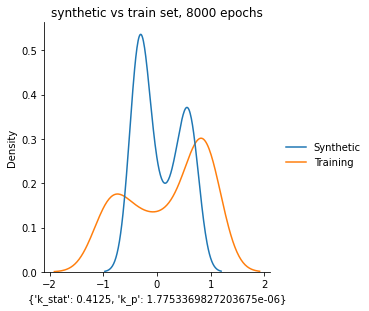 synthetic vs train set, 8000 epochs
0.5
0.4
0.3
0.2
0.1
0.0
Density
Synthetic
Training
−2 −1 0 1 2
{'k_stat': 0.4125, 'k_p': 1.7753369827203675e-06}